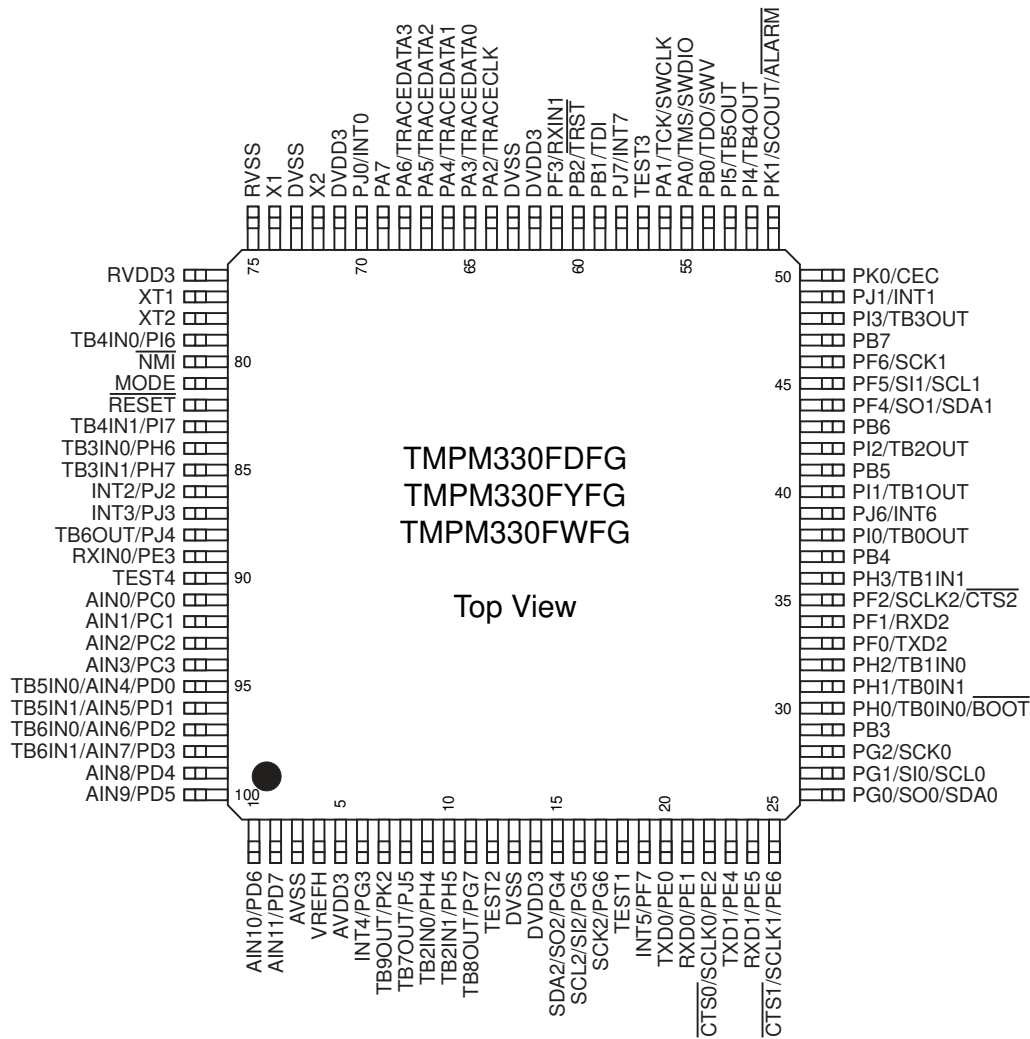 RVSS
X1
DVSS
X2
DVDD3
PJ0/INT0
PA7
PA6/TRACEDATA3
PA5/TRACEDATA2
PA4/TRACEDATA1
PA3/TRACEDATA0
PA2/TRACECLK
DVSS
DVDD3
PF3/RXIN1
PB2/TRST
PB1/TDI
PJ7/INT7
TEST3
PA1/TCK/SWCLK
PA0/TMS/SWDIO
PB0/TDO/SWV
PI5/TB5OUT
PI4/TB4OUT
PK1/SCOUT/ALARM
75
70
65
60
55
RVDD3
XT1
XT2
TB4IN0/PI6
NMI
MODE
RESET
TB4IN1/PI7
TB3IN0/PH6
TB3IN1/PH7
INT2/PJ2
INT3/PJ3
TB6OUT/PJ4
RXIN0/PE3
TEST4
AIN0/PC0
AIN1/PC1
AIN2/PC2
AIN3/PC3
TB5IN0/AIN4/PD0
TB5IN1/AIN5/PD1
TB6IN0/AIN6/PD2
TB6IN1/AIN7/PD3
AIN8/PD4
AIN9/PD5
80
85
90
95
100
TMPM330FDFG
TMPM330FYFG
TMPM330FWFG
Top View
50
45
40
35
30
PK0/CEC
PJ1/INT1
PI3/TB3OUT
PB7
PF6/SCK1
PF5/SI1/SCL1
PF4/SO1/SDA1
PB6
PI2/TB2OUT
PB5
PI1/TB1OUT
PJ6/INT6
PI0/TB0OUT
PB4
PH3/TB1IN1
PF2/SCLK2/CTS2
PF1/RXD2
PF0/TXD2
PH2/TB1IN0
PH1/TB0IN1
PH0/TB0IN0/BOOT
PB3
PG2/SCK0
PG1/SI0/SCL0
PG0/SO0/SDA0
1
5
10
15
20
25
AIN10/PD6
AIN11/PD7
AVSS
VREFH
AVDD3
INT4/PG3
TB9OUT/PK2
TB7OUT/PJ5
TB2IN0/PH4
TB2IN1/PH5
TB8OUT/PG7
TEST2
DVSS
DVDD3
SDA2/SO2/PG4
SCL2/SI2/PG5
SCK2/PG6
TEST1
INT5/PF7
TXD0/PE0
RXD0/PE1
CTS0/SCLK0/PE2
TXD1/PE4
RXD1/PE5
CTS1/SCLK1/PE6